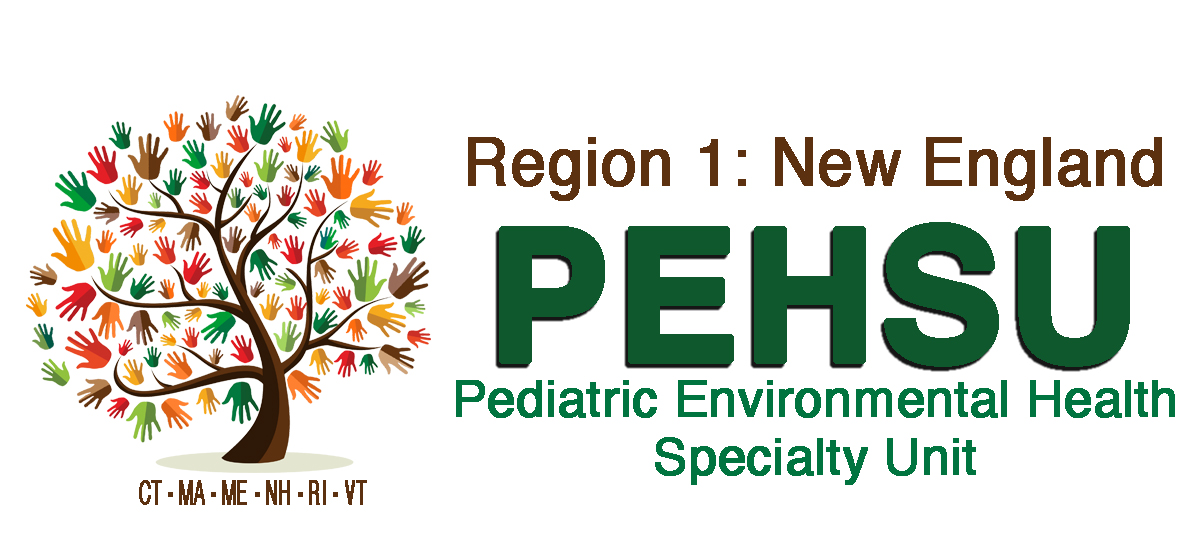 Region 1: New England
PEHSU
Pediatric Environmental Health
Specialty Unit
CT · MA · ME · NH · RI · VT